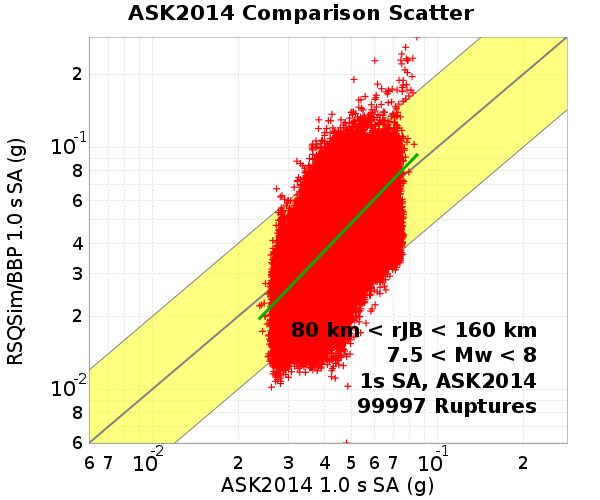 ASK2014 Comparison Scatter
RSQSim/BBP 1.0 s SA (g)
2
10-1
8
6
4
3
2
10-2
8
6
80 km < rJB < 160 km
7.5 < Mw < 8
1s SA, ASK2014
99997 Ruptures
6 7 10-2 2 3 4 5 6 7 10-1 2
ASK2014 1.0 s SA (g)